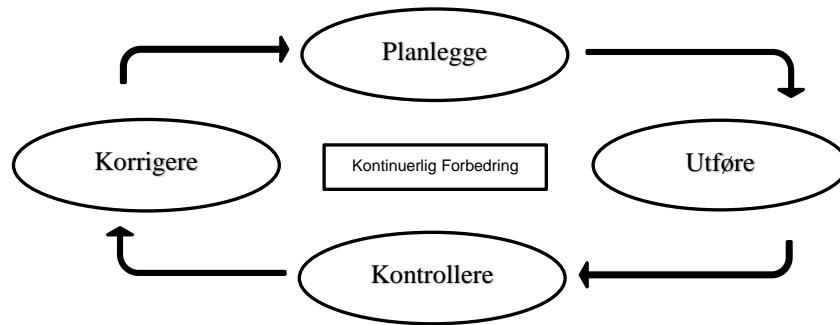 Planlegge
Korrigere
Kontinuerlig Forbedring
Utføre
Kontrollere